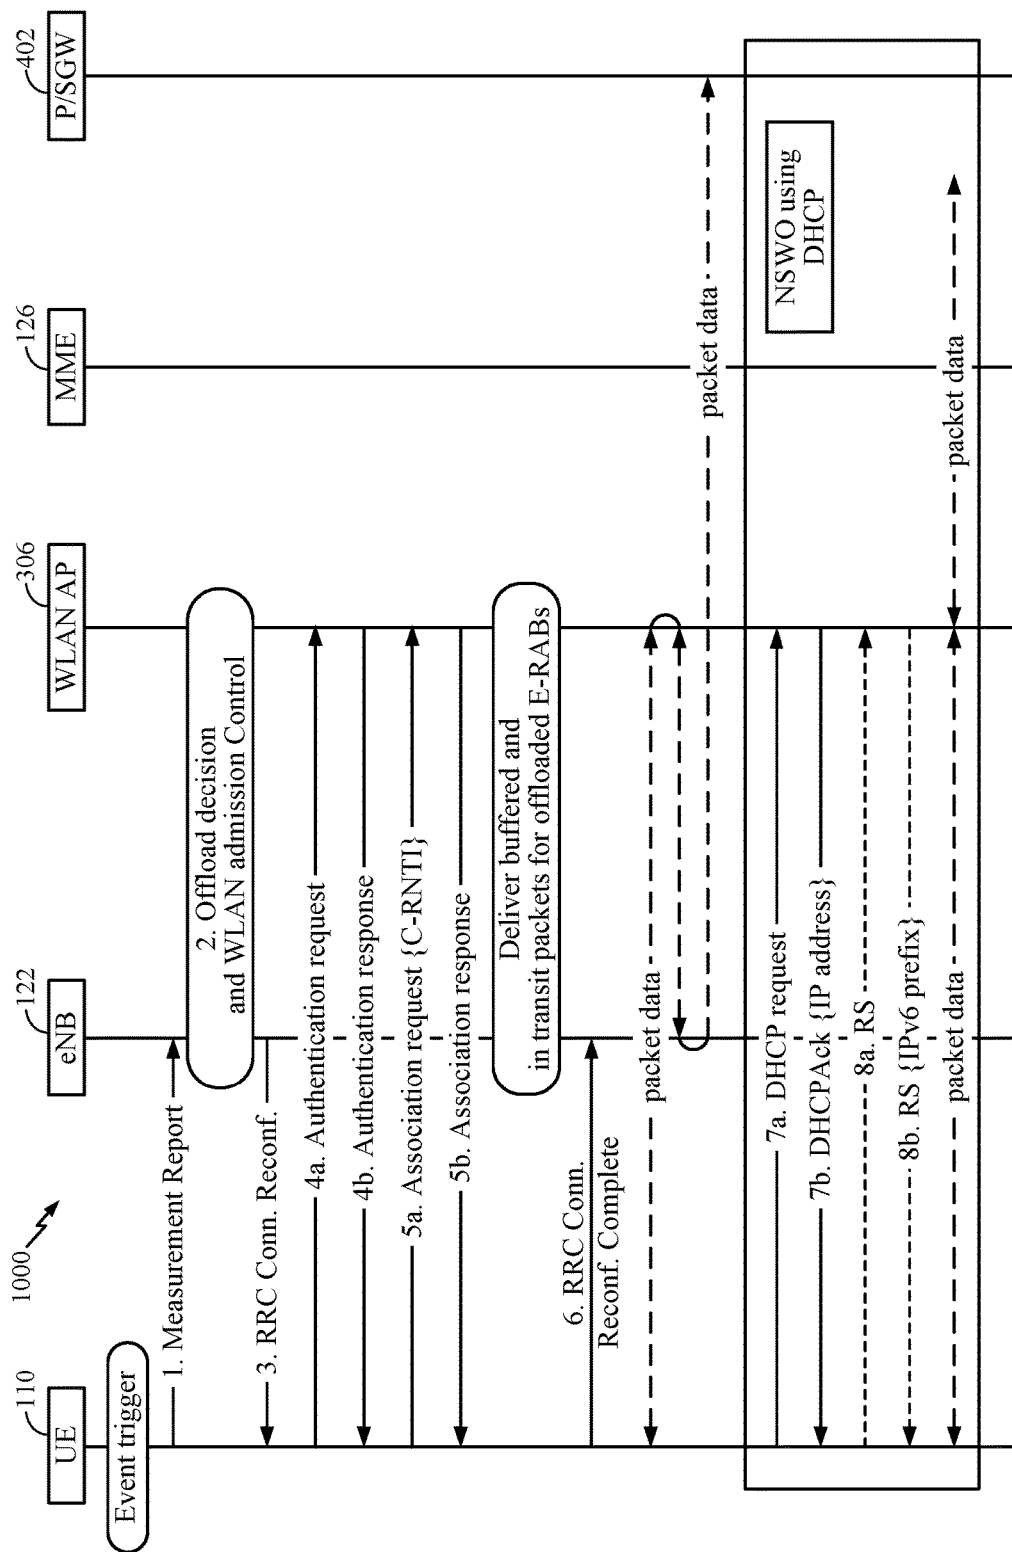 1000
110
122
306
126
402
UE
eNB
WLAN AP
MME
P/SGW
Event trigger
1. Measurement Report
2. Offload decision
and WLAN admission Control
3. RRC Conn. Reconf.
4a. Authentication request
4b. Authentication response
5a. Association request {C-RNTI}
5b. Association response
Deliver buffered and
in transit packets for offloaded E-RABs
6. RRC Conn.
Reconf. Complete
packet data
packet data
NSWO using
DHCP
7a. DHCP request
7b. DHCPAck {IP address}
8a. RS
8b. RS {IPv6 prefix}
packet data
packet data